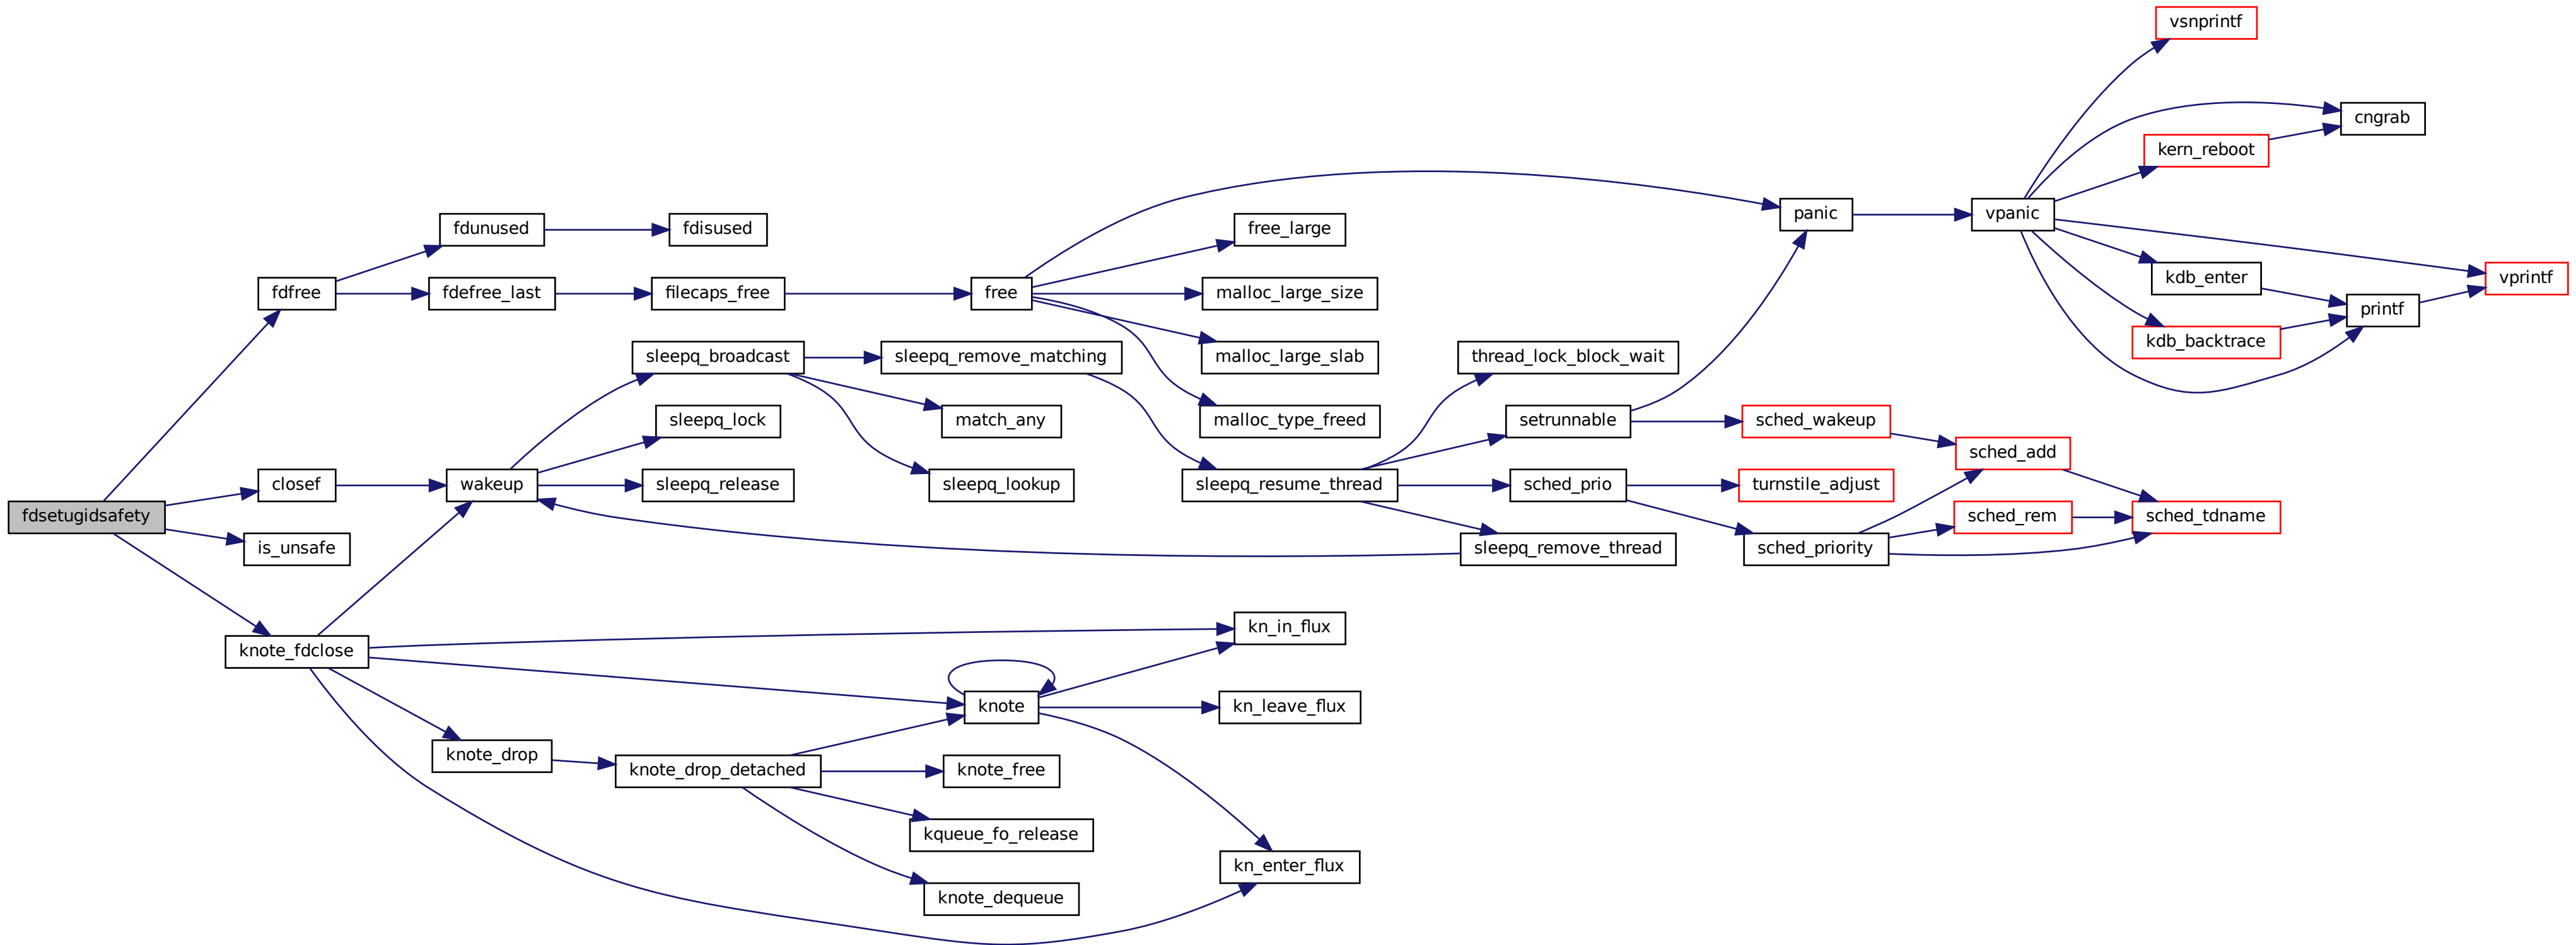 vsnprintf
cngrab
kern_reboot
fdunused
fdisused
free_large
panic
vpanic
fdfree
fdefree_last
filecaps_free
free
malloc_large_size
kdb_enter
vprintf
printf
sleepq_broadcast
sleepq_remove_matching
malloc_large_slab
thread_lock_block_wait
kdb_backtrace
sleepq_lock
match_any
malloc_type_freed
setrunnable
sched_wakeup
sched_add
closef
wakeup
sleepq_release
sleepq_lookup
sleepq_resume_thread
sched_prio
turnstile_adjust
fdsetugidsafety
sched_rem
sched_tdname
is_unsafe
sleepq_remove_thread
sched_priority
kn_in_flux
knote_fdclose
knote
kn_leave_flux
knote_drop
knote_drop_detached
knote_free
kqueue_fo_release
kn_enter_flux
knote_dequeue